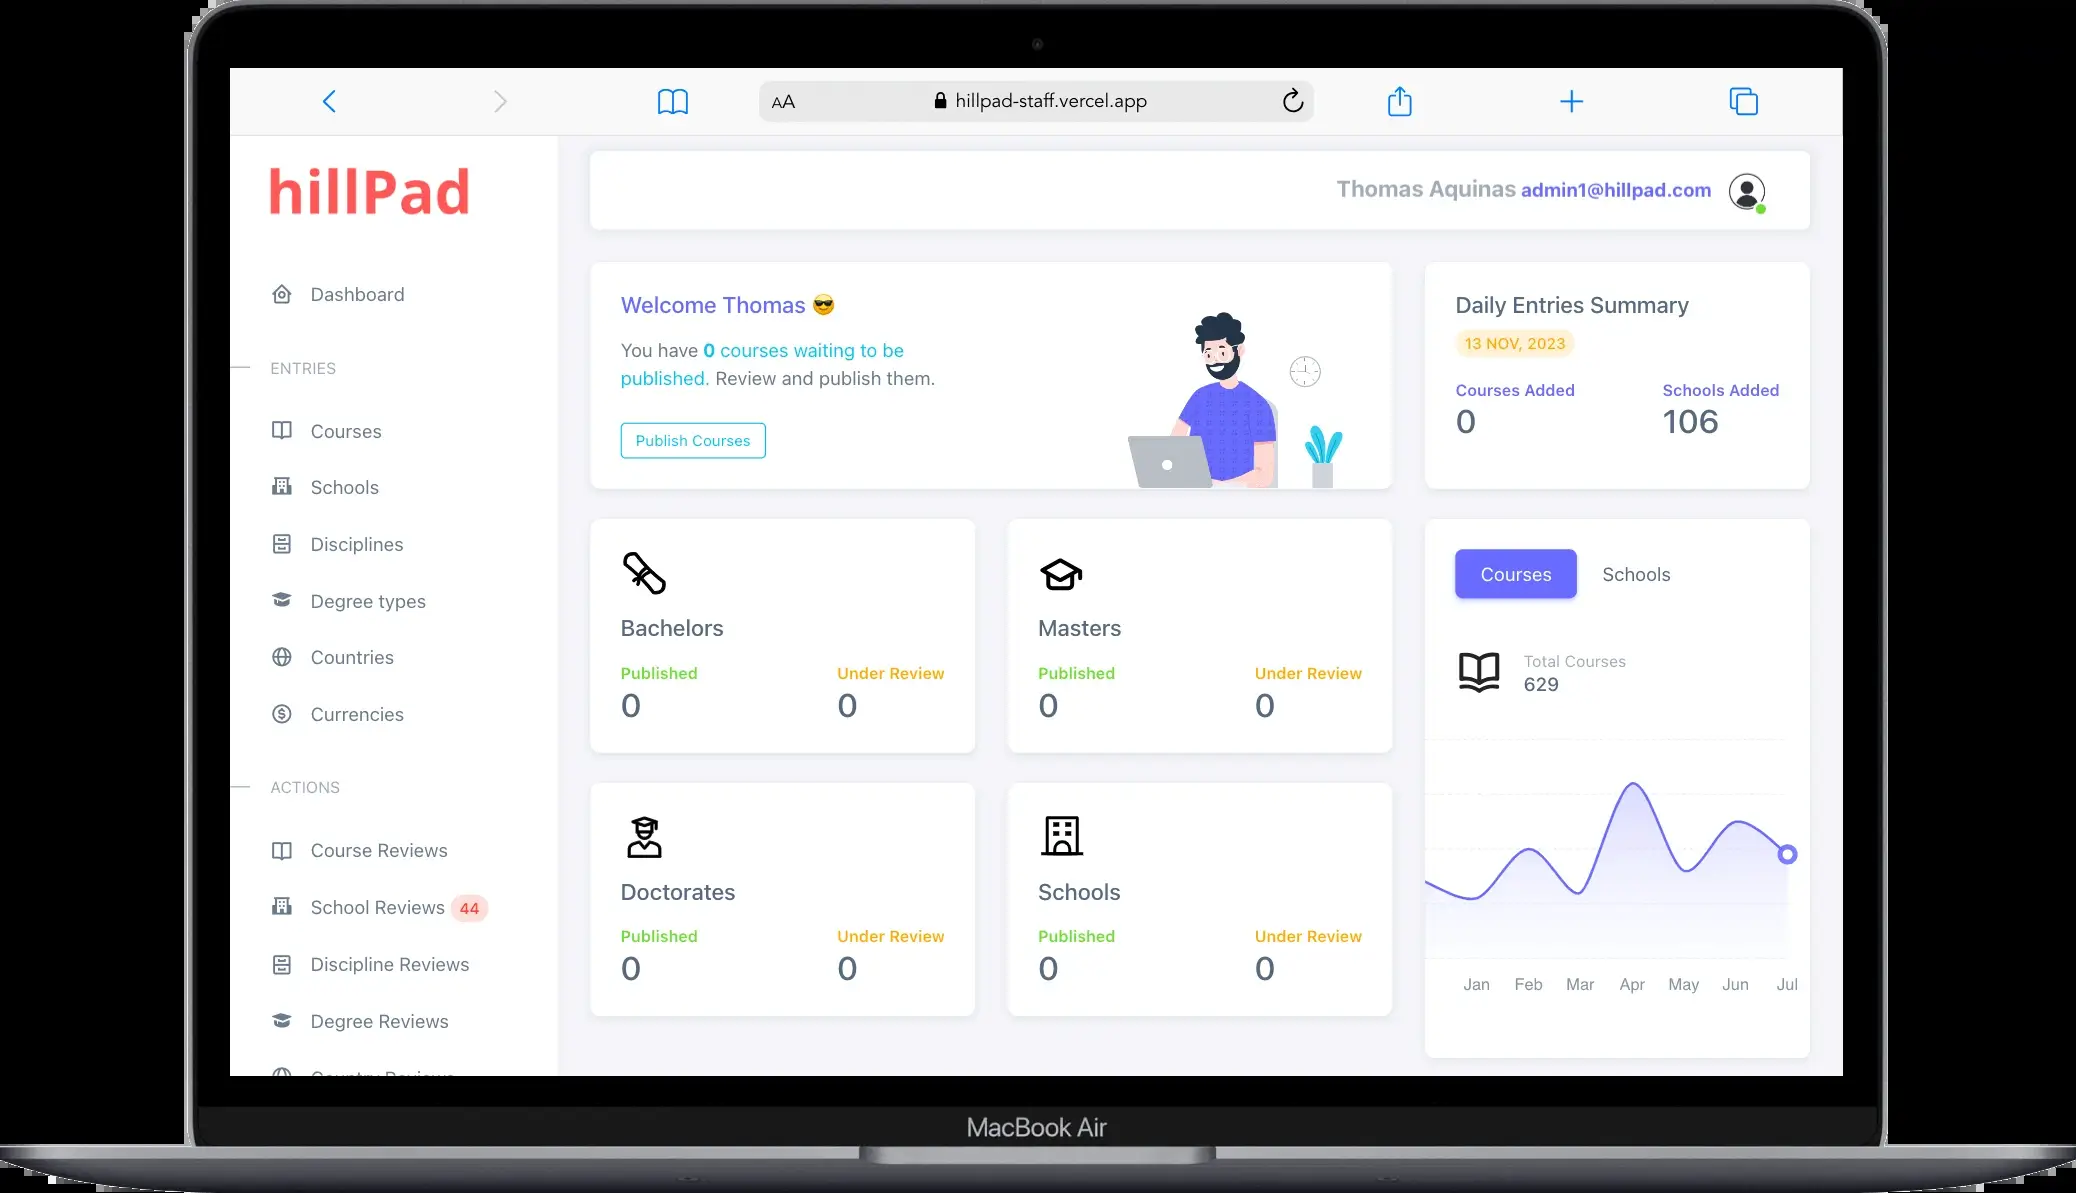 AA hillpad-staff.vercel.app
hillPad
Thomas Aquinas admin1@hillpad.com
Dashboard
ENTRIES
Courses
Schools
Disciplines
Degree types
Countries
Currencies
ACTIONS
Course Reviews
School Reviews 44
Discipline Reviews
Degree Reviews
Country Reviews
Welcome Thomas 😎
You have 0 courses waiting to be
published. Review and publish them.
Publish Courses
Daily Entries Summary
13 NOV, 2023
Courses Added Schools Added
0 106
Bachelors
Published Under Review
0 0
Masters
Published Under Review
0 0
Doctorates
Published Under Review
0 0
Schools
Published Under Review
0 0
Courses Schools
Total Courses
629
Jan Feb Mar Apr May Jun Jul
MacBook Air